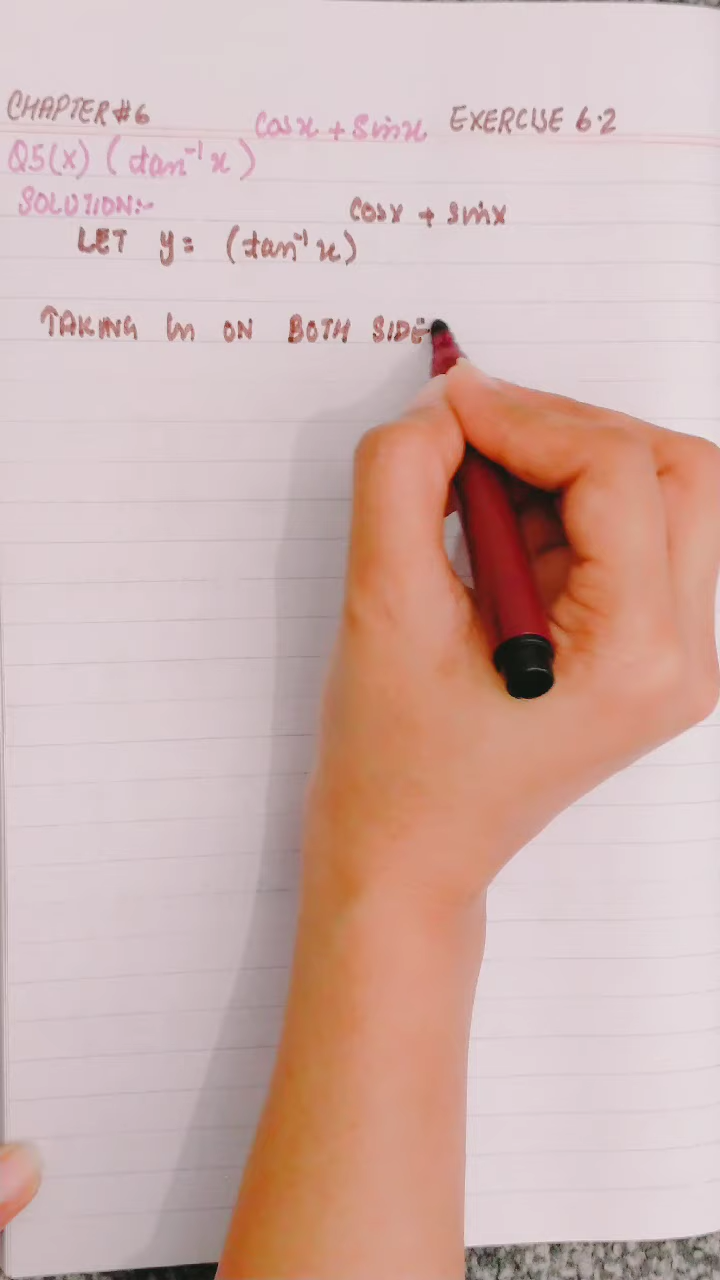 CHAPTER#6 EXERCISE 6.2
Q5(x) (tan⁻¹x) cosx + sinx
SOLUTION:-
LET y= (tan⁻¹x) cosx + sinx
TAKING ln ON BOTH SIDE